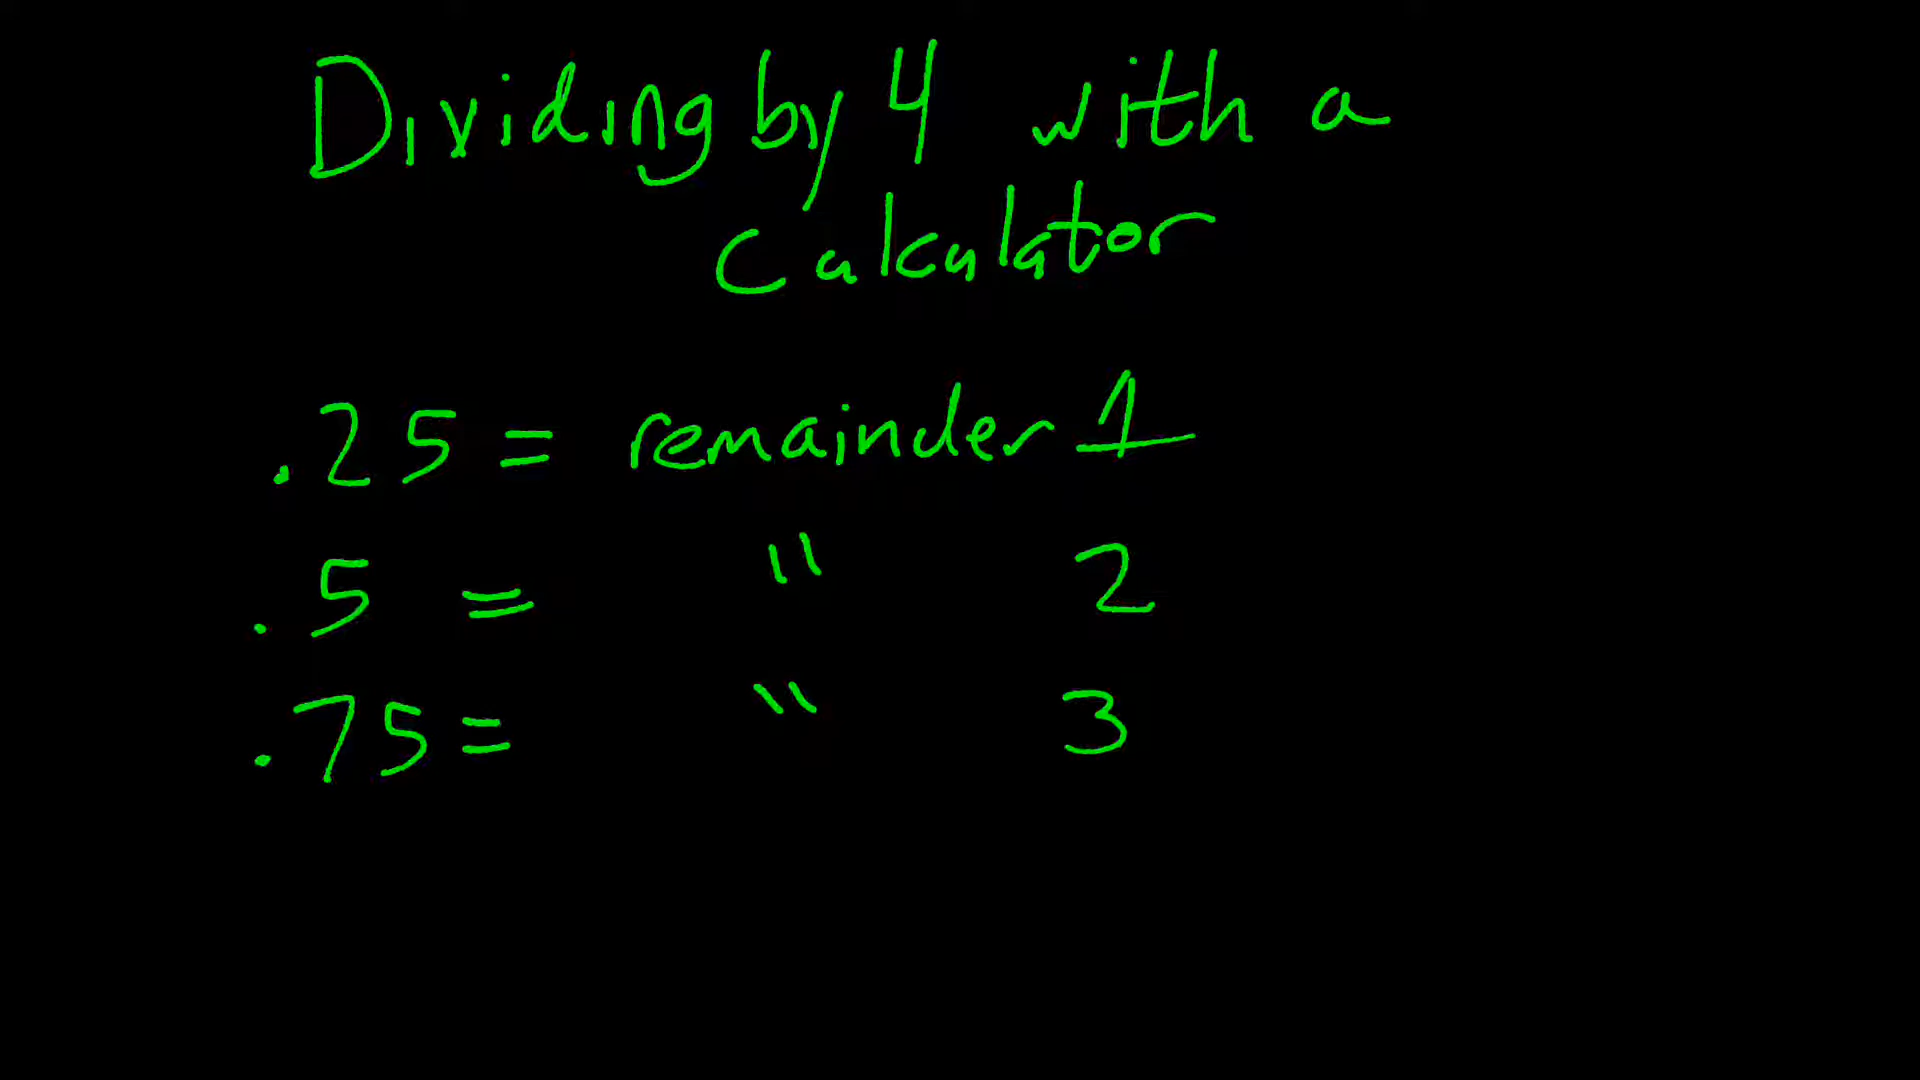 Dividing by 4 with a
Calculator
.25 = remainder 1
.5 = " 2
.75 = " 3